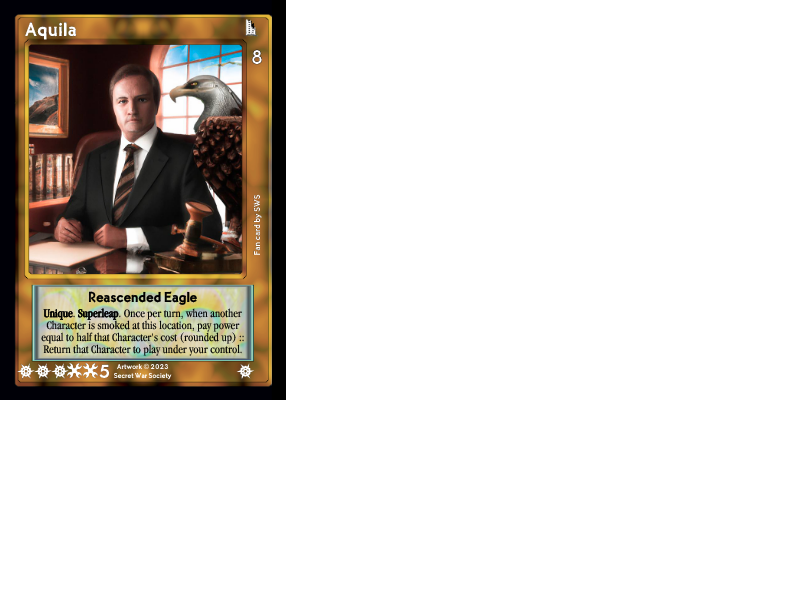 Aquila
8
Fan card by SWS
Reascended Eagle
Unique. Superleap. Once per turn, when another
Character is smoked at this location, pay power
equal to half that Character's cost (rounded up) ::
Return that Character to play under your control.
5
Artwork © 2023
Secret War Society